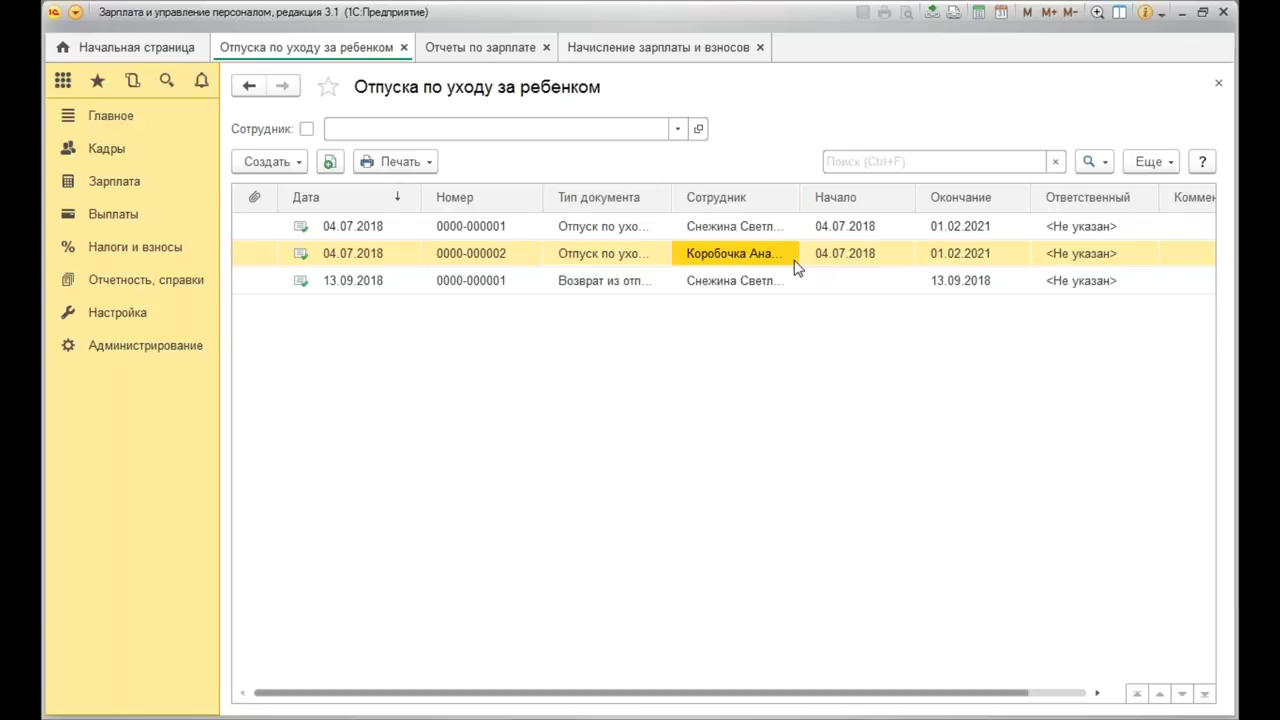 Зарплата и управление персоналом, редакция 3.1 (1С:Предприятие)
M M+ M-
Начальная страница
Отпуска по уходу за ребенком
Отчеты по зарплате
Начисление зарплаты и взносов
Отпуска по уходу за ребенком
Главное
Кадры
Зарплата
Выплаты
Налоги и взносы
Отчетность, справки
Настройка
Администрирование
Сотрудник:
Создать
Печать
Поиск (Ctrl+F)
Еще
?
Дата Номер Тип документа Сотрудник Начало Окончание Ответственный Коммен
04.07.2018 0000-000001 Отпуск по ухо... Снежина Светл... 04.07.2018 01.02.2021 <Не указан>
04.07.2018 0000-000002 Отпуск по ухо... Коробочка Ана... 04.07.2018 01.02.2021 <Не указан>
13.09.2018 0000-000001 Возврат из отп... Снежина Светл... 13.09.2018 <Не указан>